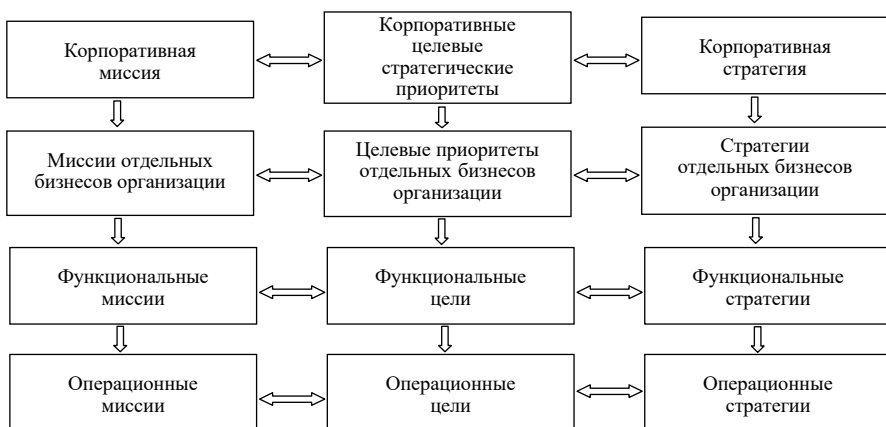 Корпоративная
миссия
Корпоративные
целевые
стратегические
приоритеты
Корпоративная
стратегия
Миссии отдельных
бизнесов организации
Целевые приоритеты
отдельных бизнесов
организации
Стратегии
отдельных бизнесов
организации
Функциональные
миссии
Функциональные
цели
Функциональные
стратегии
Операционные
миссии
Операционные
цели
Операционные
стратегии